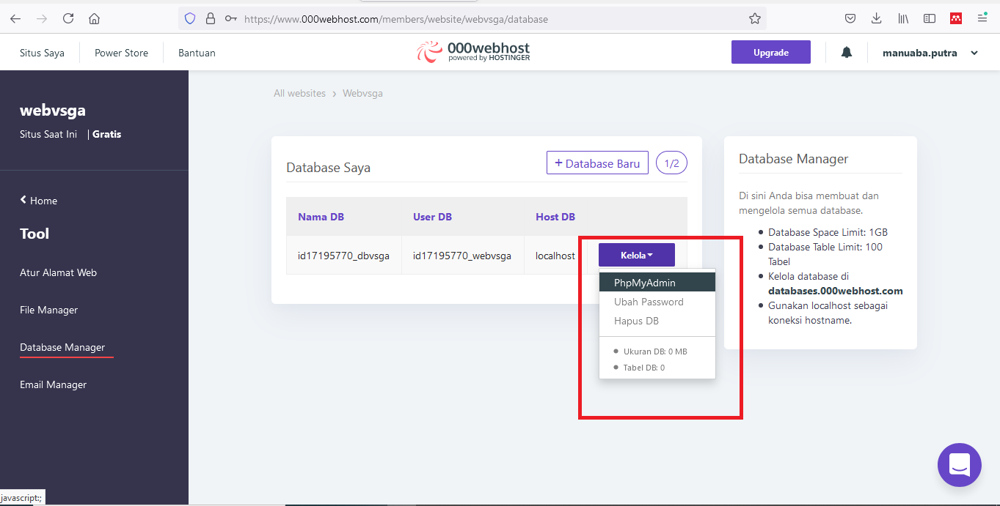 https://www.000webhost.com/members/website/webvsga/database
Situs Saya
Power Store
Bantuan
000webhost
powered by HOSTINGER
Upgrade
manuaba.putra
webvsga
Situs Saat Ini | Gratis
Home
Tool
Atur Alamat Web
File Manager
Database Manager
Email Manager
All websites › Webvsga
Database Saya
+ Database Baru
1/2
Nama DB User DB Host DB
id17195770_dbvsga id17195770_webvsga localhost
Kelola
PhpMyAdmin
Ubah Password
Hapus DB
Ukuran DB: 0 MB
Tabel DB: 0
Database Manager
Di sini Anda bisa membuat dan
mengelola semua database.
Database Space Limit: 1GB
Database Table Limit: 100
Tabel
Kelola database di
databases.000webhost.com
Gunakan localhost sebagai
koneksi hostname.
javascript:;